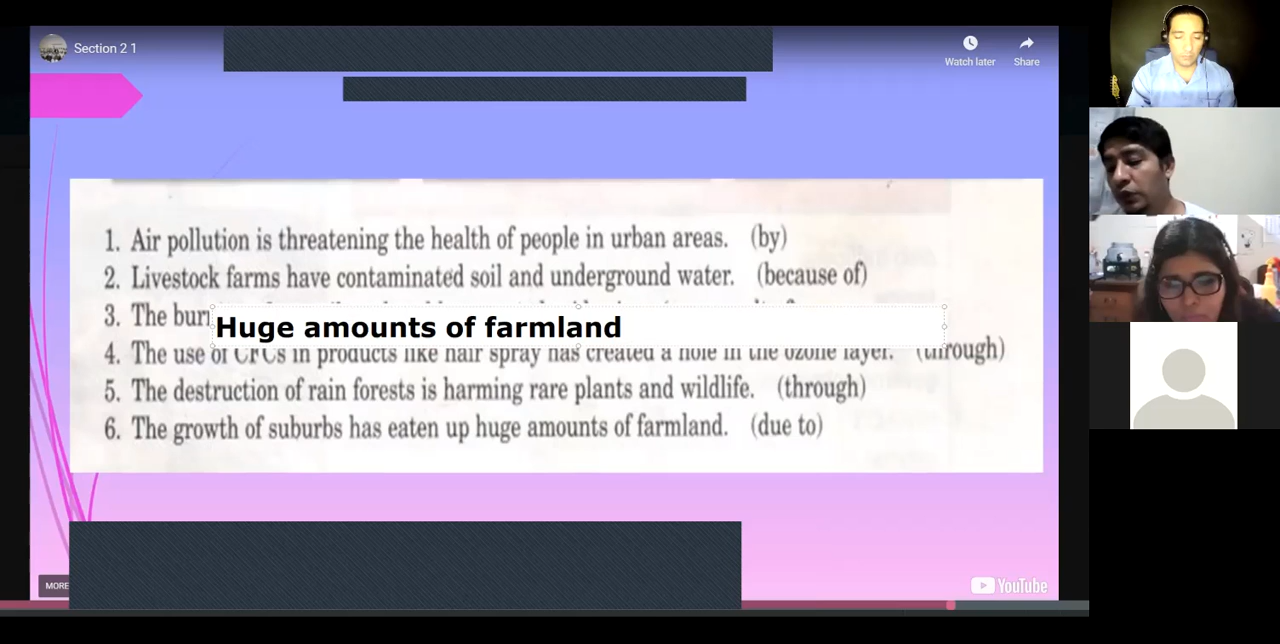 Section 2 1
Watch later
Share
1. Air pollution is threatening the health of people in urban areas. (by)
2. Livestock farms have contaminated soil and underground water. (because of)
3. The
Huge amounts of farmland
4. The use of CFCs in products like hair spray has created a hole in the ozone layer. (through)
5. The destruction of rain forests is harming rare plants and wildlife. (through)
6. The growth of suburbs has eaten up huge amounts of farmland. (due to)
MORE
YouTube